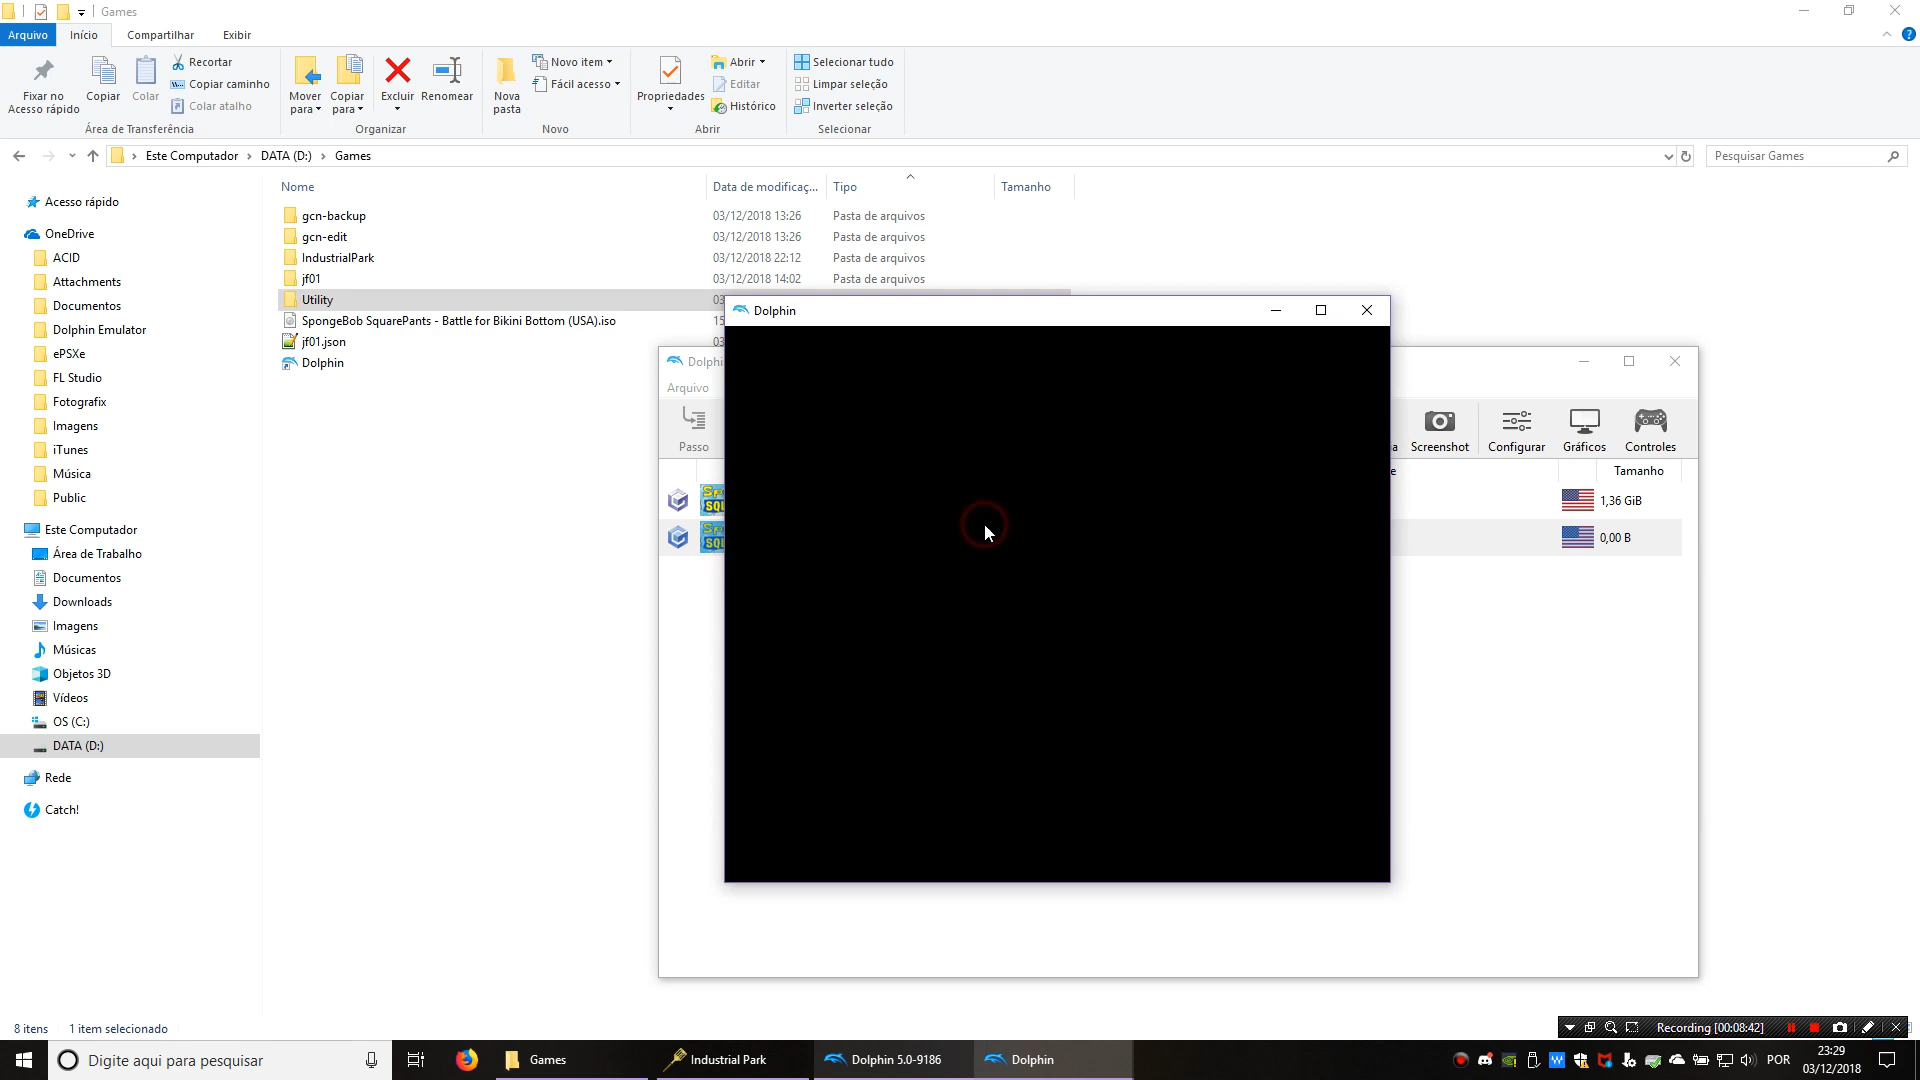 Games
Arquivo Início Compartilhar Exibir
Fixar no Acesso rápido
Copiar
Colar
Recortar
Copiar caminho
Colar atalho
Área de Transferência
Mover para
Copiar para
Excluir
Renomear
Organizar
Nova pasta
Novo item
Fácil acesso
Novo
Propriedades
Abrir
Editar
Histórico
Abrir
Selecionar tudo
Limpar seleção
Inverter seleção
Selecionar
Este Computador › DATA (D:) › Games
Pesquisar Games
Nome Data de modificaç... Tipo Tamanho
gcn-backup 03/12/2018 13:26 Pasta de arquivos
gcn-edit 03/12/2018 13:26 Pasta de arquivos
IndustrialPark 03/12/2018 22:12 Pasta de arquivos
jf01 03/12/2018 14:02 Pasta de arquivos
Utility 03
SpongeBob SquarePants - Battle for Bikini Bottom (USA).iso 15
jf01.json 03
Dolphin
Acesso rápido
OneDrive
ACID
Attachments
Documentos
Dolphin Emulator
ePSXe
FL Studio
Fotografix
Imagens
iTunes
Música
Public
Este Computador
Área de Trabalho
Documentos
Downloads
Imagens
Músicas
Objetos 3D
Vídeos
OS (C:)
DATA (D:)
Rede
Catch!
Dolphin
Dolphi
Arquivo
Passo
a Screenshot Configurar Gráficos Controles
e Tamanho
1,36 GiB
0,00 B
8 itens 1 item selecionado
Recording [00:08:42]
Digite aqui para pesquisar
Games
Industrial Park
Dolphin 5.0-9186
Dolphin
POR
23:29
03/12/2018